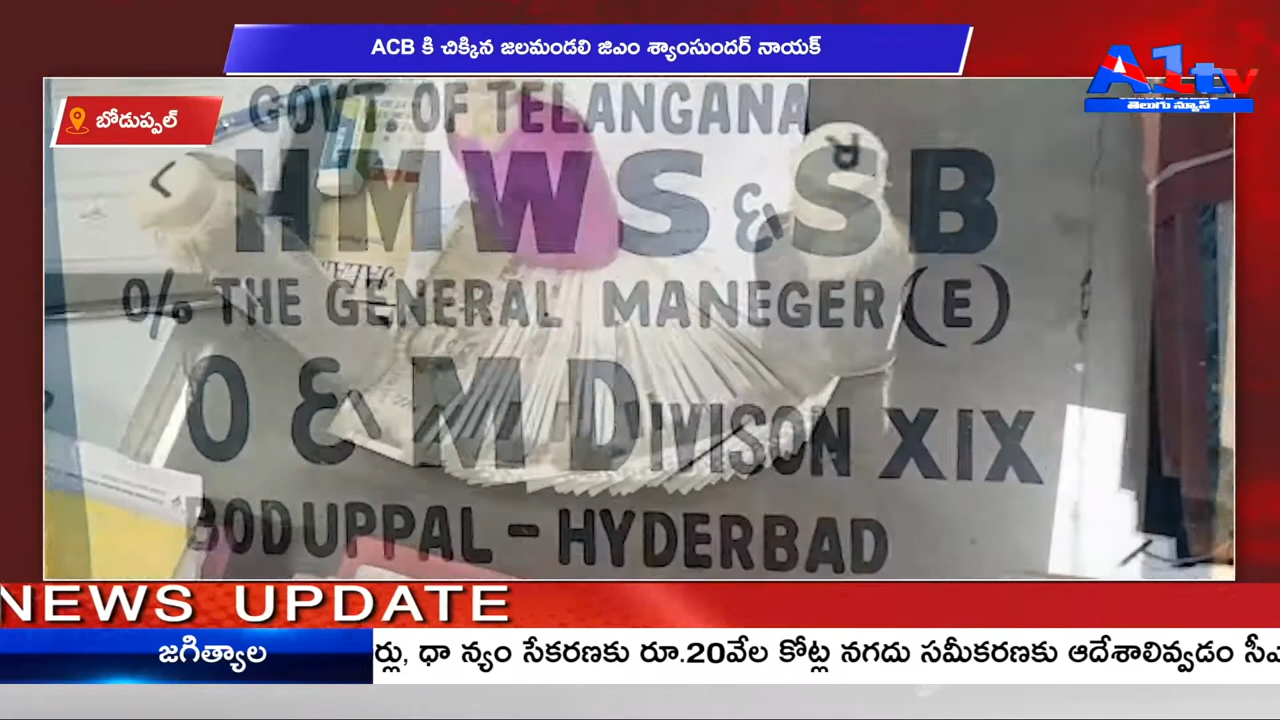 ACB కి చిక్కిన జలమండలి జిఎం శ్యాంసుందర్ నాయక్
A1tv
తెలుగు న్యూస్
బోడుప్పల్
GOVT. OF TELANGANA
HMWS & SB
O/o THE GENERAL MANEGER (E)
O & M DIVISON XIX
BODUPPAL - HYDERBAD
NEWS UPDATE
జగిత్యాల
ర్లు, ధా న్యం సేకరణకు రూ.20వేల కోట్ల నగదు సమీకరణకు ఆదేశాలివ్వడం